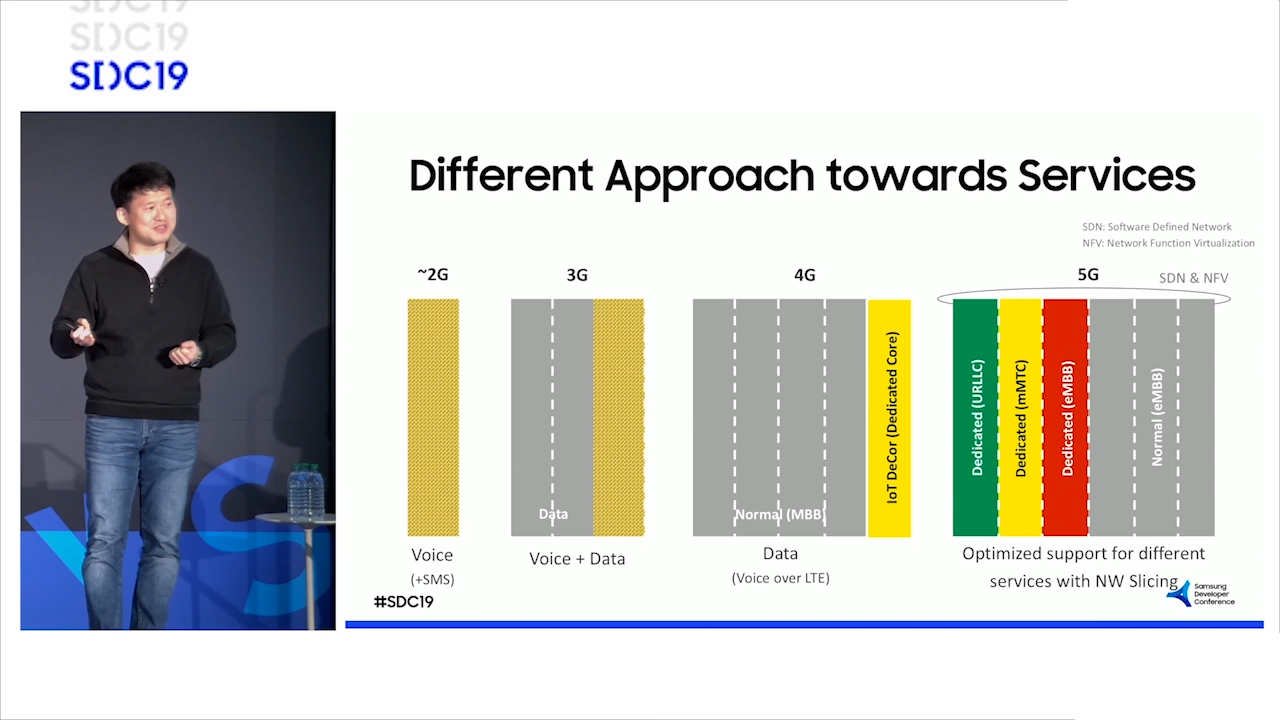 SDC19
SDC19
SDC19
Different Approach towards Services
SDN: Software Defined Network
NFV: Network Function Virtualization
~2G
3G
4G
5G
SDN & NFV
Data
Normal (MBB)
IoT DeCor (Dedicated Core)
Dedicated (URLLC)
Dedicated (mMTC)
Dedicated (eMBB)
Normal (eMBB)
Voice
(+SMS)
Voice + Data
Data
(Voice over LTE)
Optimized support for different
services with NW Slicing
#SDC19
Samsung
Developer
Conference